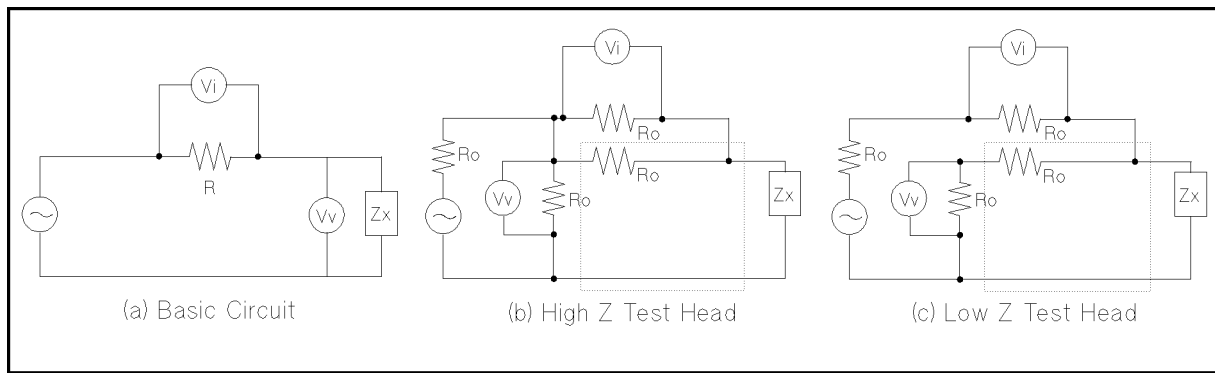 Vi
R
Vv
Zx
(a) Basic Circuit
Vi
Ro
Ro
Ro
Vv
Ro
Zx
(b) High Z Test Head
Vi
Ro
Ro
Ro
Vv
Ro
Zx
(c) Low Z Test Head